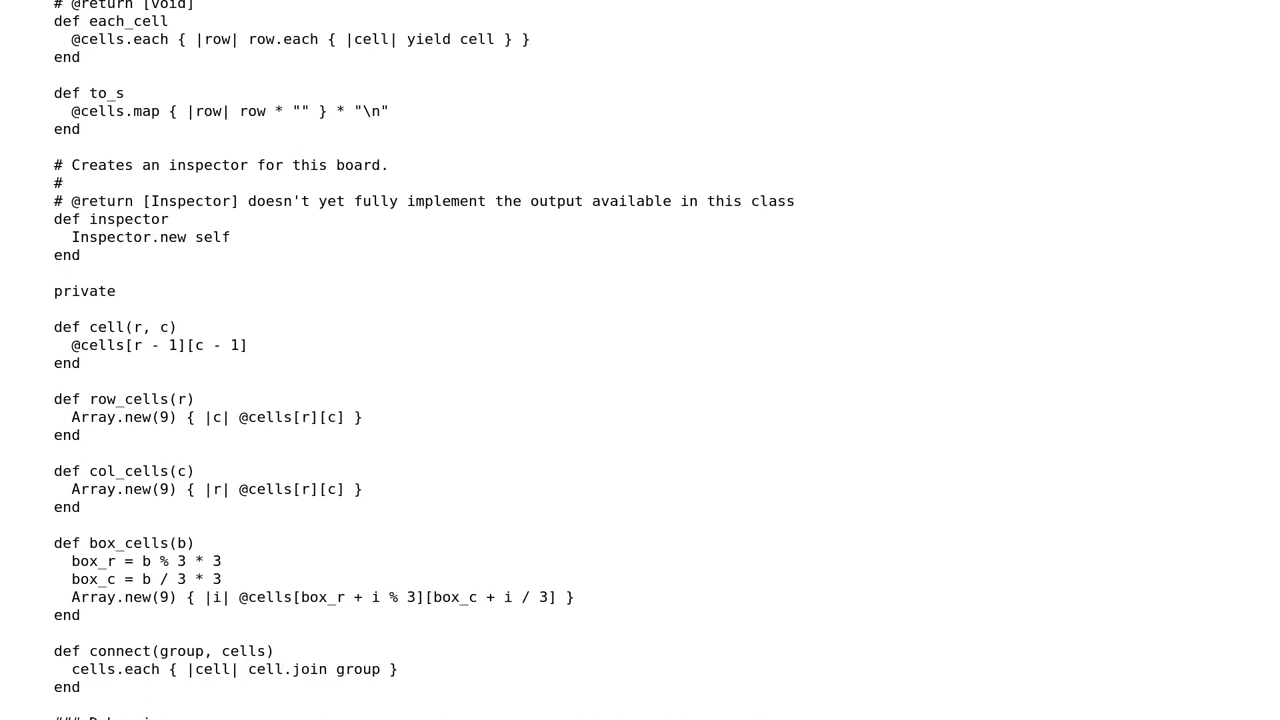 # @return [void]
def each_cell
  @cells.each { |row| row.each { |cell| yield cell } }
end

def to_s
  @cells.map { |row| row * "" } * "\n"
end

# Creates an inspector for this board.
#
# @return [Inspector] doesn't yet fully implement the output available in this class
def inspector
  Inspector.new self
end

private

def cell(r, c)
  @cells[r - 1][c - 1]
end

def row_cells(r)
  Array.new(9) { |c| @cells[r][c] }
end

def col_cells(c)
  Array.new(9) { |r| @cells[r][c] }
end

def box_cells(b)
  box_r = b % 3 * 3
  box_c = b / 3 * 3
  Array.new(9) { |i| @cells[box_r + i % 3][box_c + i / 3] }
end

def connect(group, cells)
  cells.each { |cell| cell.join group }
end

###